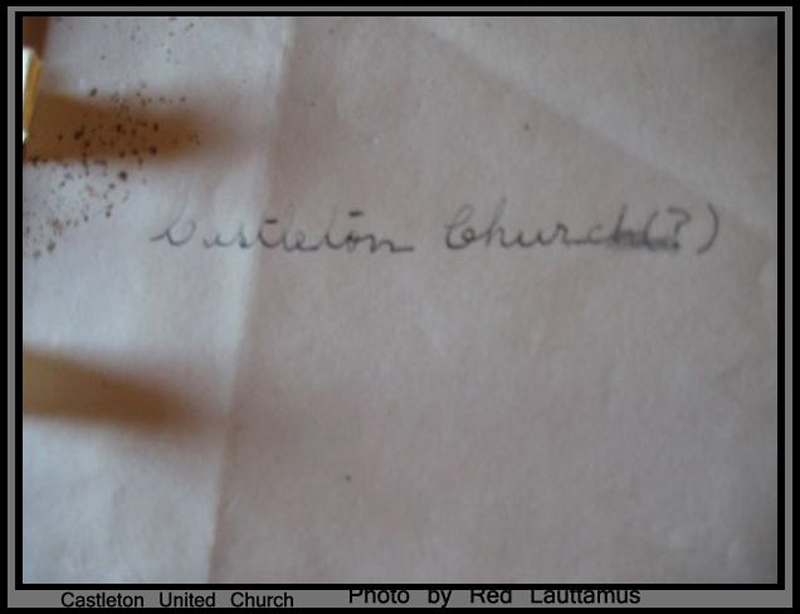 Castleton Church(?)
Castleton United Church
Photo by Red Lauttamus